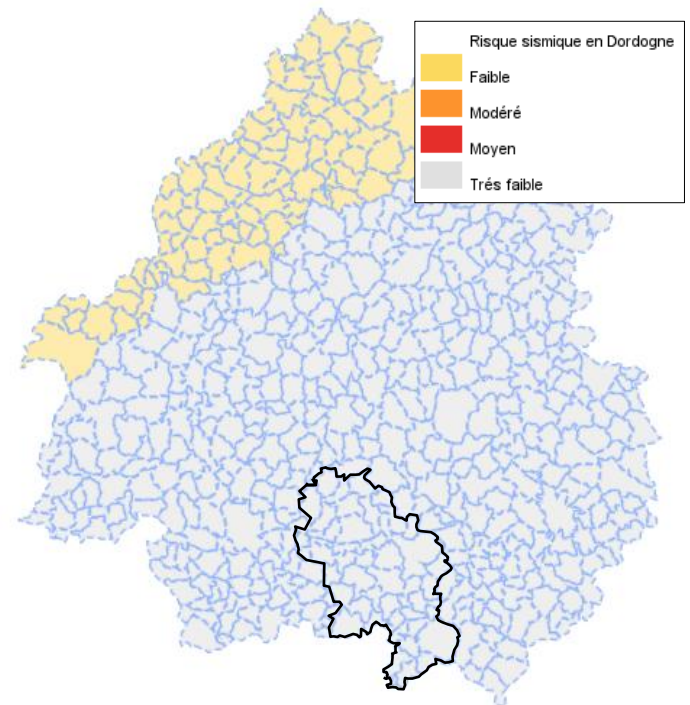 Risque sismique en Dordogne
Faible
Modéré
Moyen
Trés faible